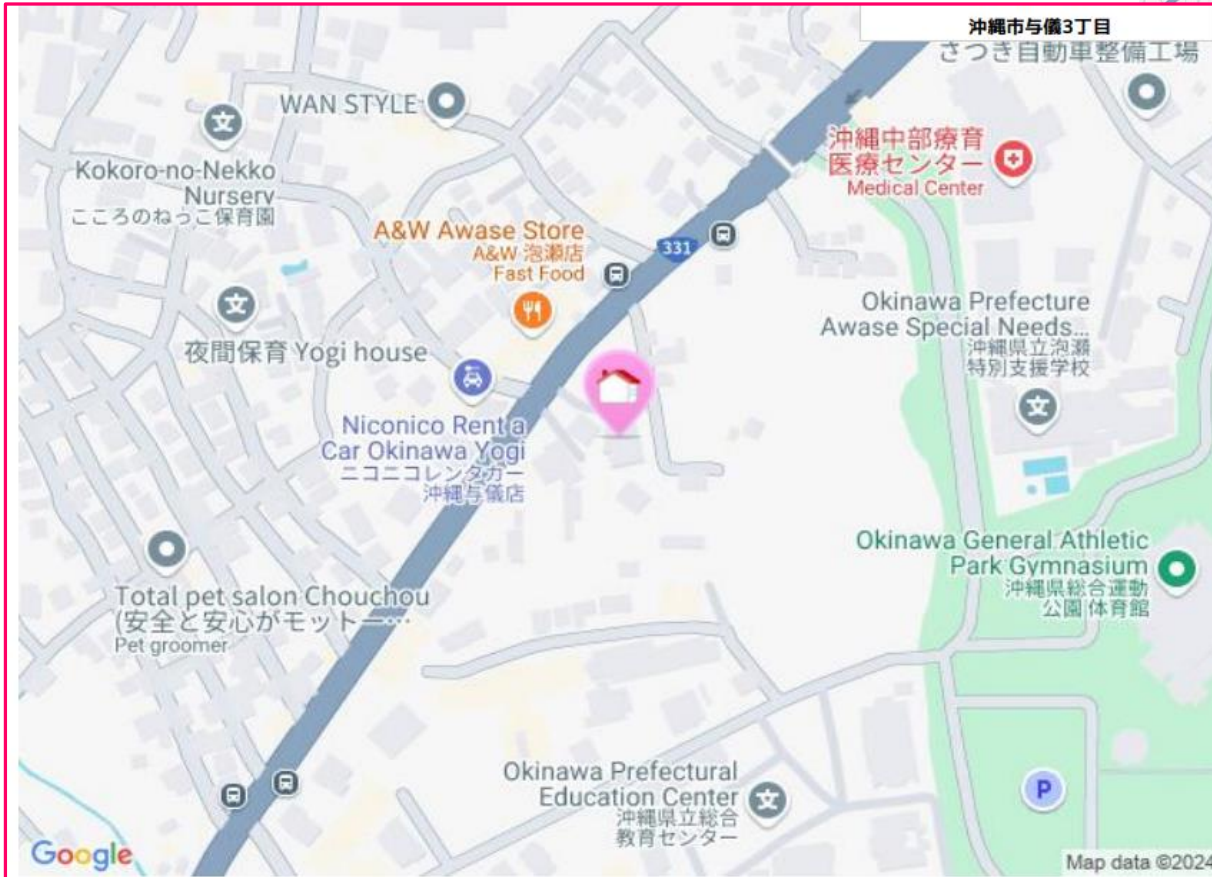 沖縄市与儀3丁目
さつき自動車整備工場
WAN STYLE
沖縄中部療育
医療センター
Medical Center
Kokoro-no-Nekko
Nursery
こころのねっこ保育園
A&W Awase Store
A&W 泡瀬店
Fast Food
331
Okinawa Prefecture
Awase Special Needs...
沖縄県立泡瀬
特別支援学校
夜間保育 Yogi house
Niconico Rent a
Car Okinawa Yogi
ニコニコレンタカー
沖縄与儀店
Okinawa General Athletic
Park Gymnasium
沖縄県総合運動
公園 体育館
Total pet salon Chouchou
(安全と安心がモットー…
Pet groomer
Okinawa Prefectural
Education Center
沖縄県立総合
教育センター
P
Google
Map data ©2024